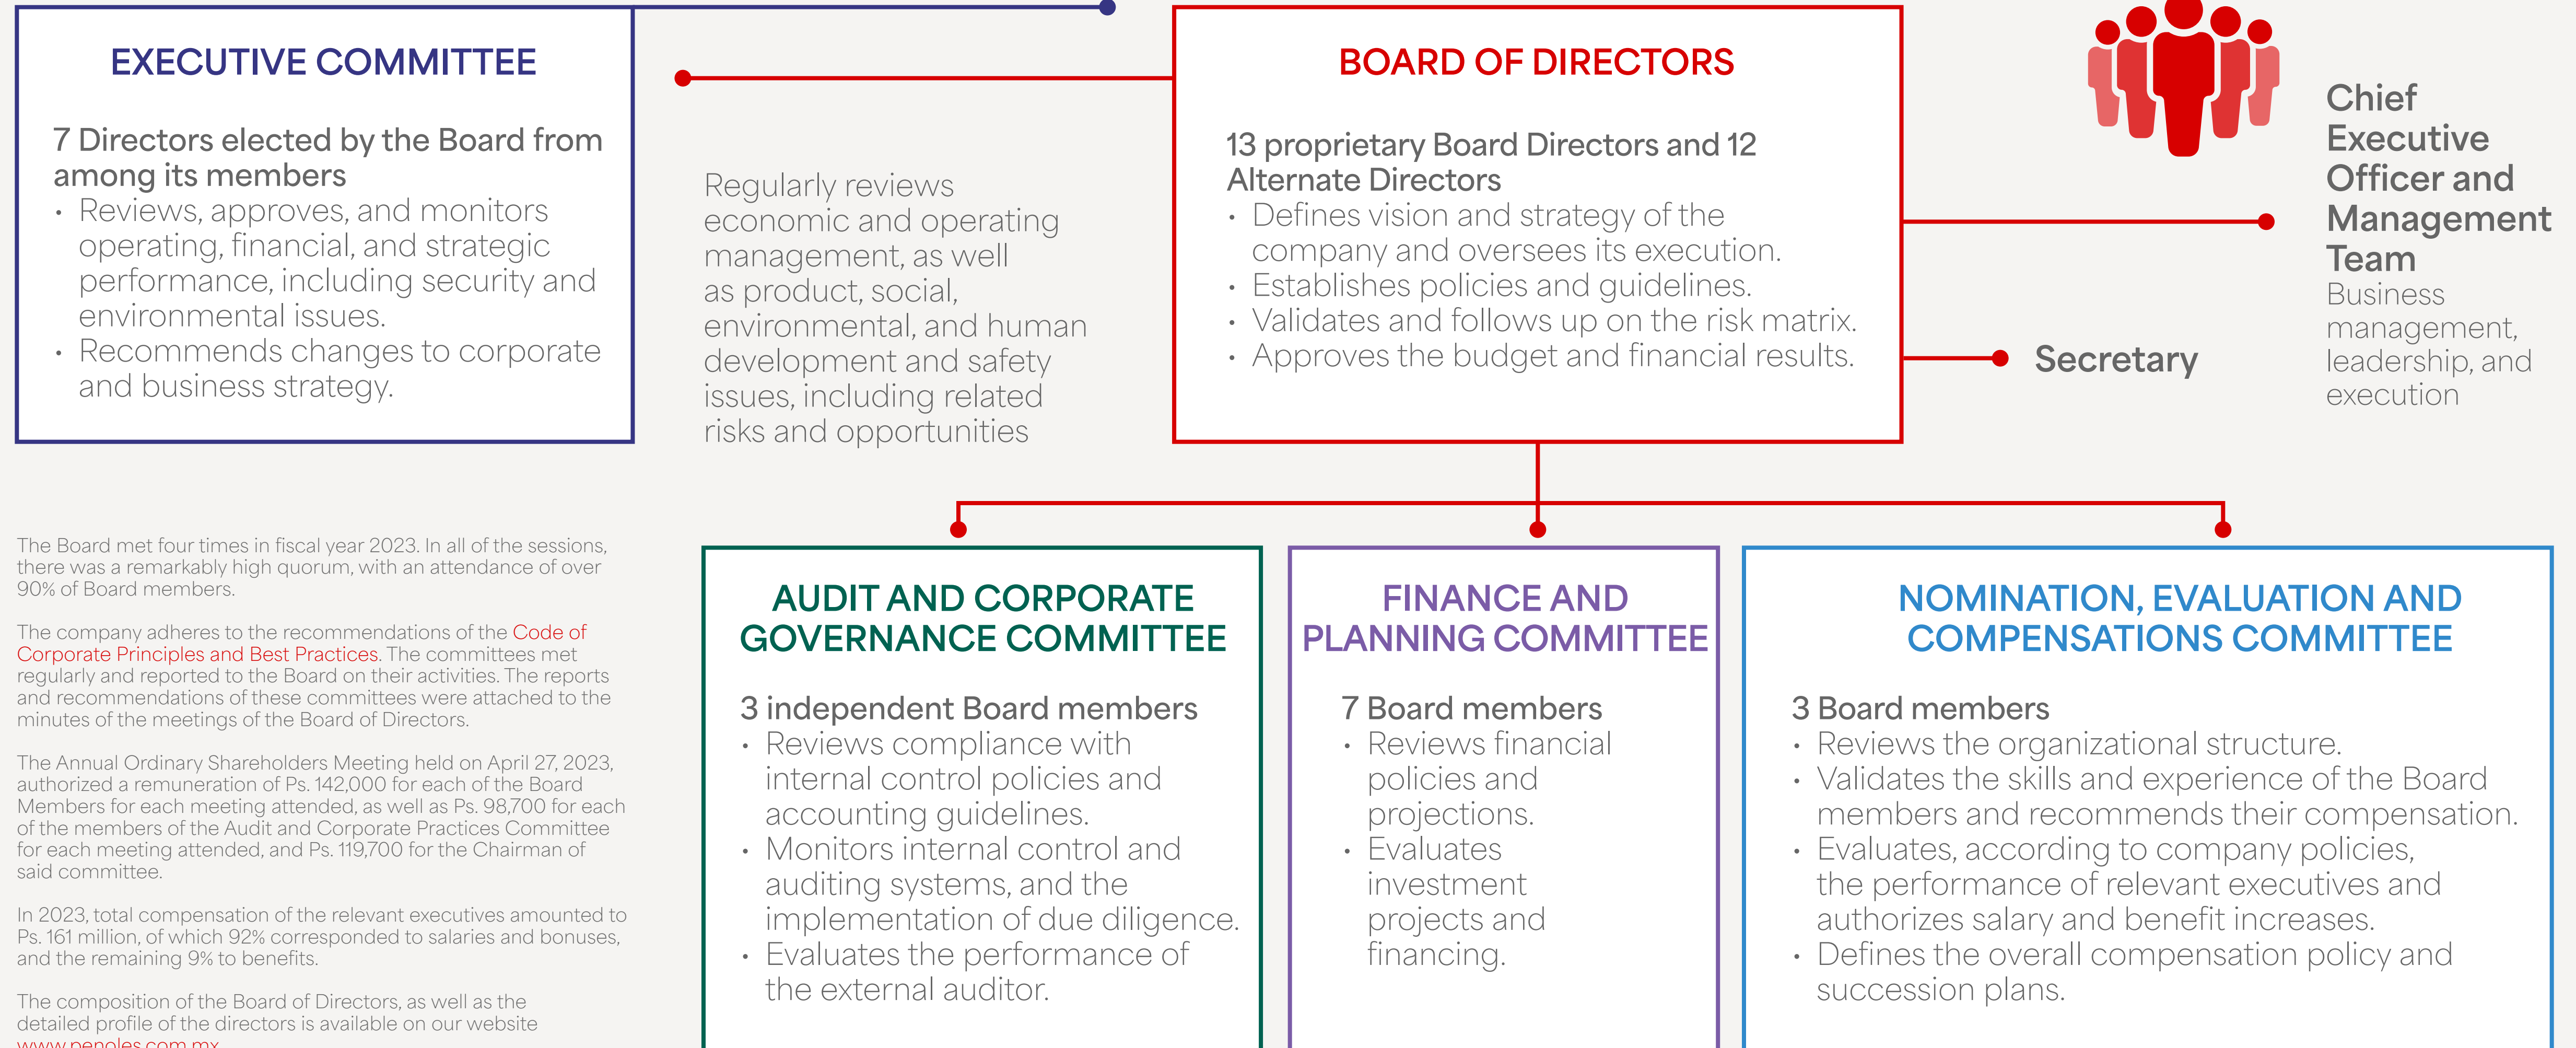 EXECUTIVE COMMITTEE
7 Directors elected by the Board from
among its members
• Reviews, approves, and monitors
operating, financial, and strategic
performance, including security and
environmental issues.
• Recommends changes to corporate
and business strategy.
Regularly reviews
economic and operating
management, as well
as product, social,
environmental, and human
development and safety
issues, including related
risks and opportunities
BOARD OF DIRECTORS
13 proprietary Board Directors and 12
Alternate Directors
• Defines vision and strategy of the
company and oversees its execution.
• Establishes policies and guidelines.
• Validates and follows up on the risk matrix.
• Approves the budget and financial results.
Secretary
Chief
Executive
Officer and
Management
Team
Business
management,
leadership, and
execution
The Board met four times in fiscal year 2023. In all of the sessions,
there was a remarkably high quorum, with an attendance of over
90% of Board members.
The company adheres to the recommendations of the Code of
Corporate Principles and Best Practices. The committees met
regularly and reported to the Board on their activities. The reports
and recommendations of these committees were attached to the
minutes of the meetings of the Board of Directors.
The Annual Ordinary Shareholders Meeting held on April 27, 2023,
authorized a remuneration of Ps. 142,000 for each of the Board
Members for each meeting attended, as well as Ps. 98,700 for each
of the members of the Audit and Corporate Practices Committee
for each meeting attended, and Ps. 119,700 for the Chairman of
said committee.
In 2023, total compensation of the relevant executives amounted to
Ps. 161 million, of which 92% corresponded to salaries and bonuses,
and the remaining 9% to benefits.
The composition of the Board of Directors, as well as the
detailed profile of the directors is available on our website
www.penoles.com.mx
AUDIT AND CORPORATE
GOVERNANCE COMMITTEE
3 independent Board members
• Reviews compliance with
internal control policies and
accounting guidelines.
• Monitors internal control and
auditing systems, and the
implementation of due diligence.
• Evaluates the performance of
the external auditor.
FINANCE AND
PLANNING COMMITTEE
7 Board members
• Reviews financial
policies and
projections.
• Evaluates
investment
projects and
financing.
NOMINATION, EVALUATION AND
COMPENSATIONS COMMITTEE
3 Board members
• Reviews the organizational structure.
• Validates the skills and experience of the Board
members and recommends their compensation.
• Evaluates, according to company policies,
the performance of relevant executives and
authorizes salary and benefit increases.
• Defines the overall compensation policy and
succession plans.